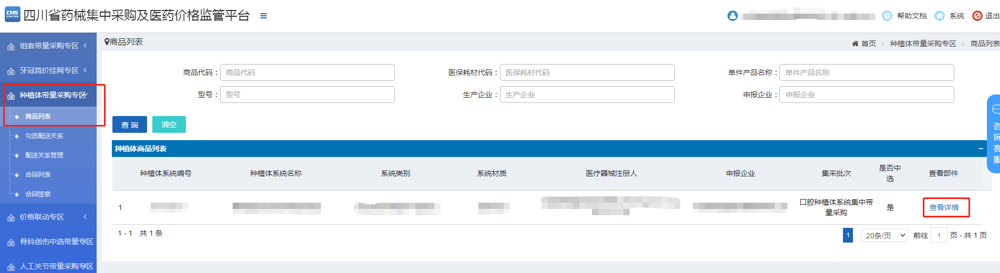 CHS
四川省药械集中采购及医药价格监管平台
帮助文档
系统
退出
组套带量采购专区
牙冠竞价挂网专区
种植体带量采购专区
商品列表
勾选配送关系
配送关系管理
合同列表
合同签章
价格联动专区
骨科创伤中选带量专区
人工关节带量采购专区
商品列表
首页 > 种植体带量采购专区 > 商品列表
商品代码： 商品代码 医保耗材代码： 医保耗材代码 单件产品名称： 单件产品名称
型号： 型号 生产企业： 生产企业 申报企业： 申报企业
查 询 清空
种植体商品列表
种植体系统编号 种植体系统名称 系统类别 系统材质 医疗器械注册人 申报企业 集采批次 是否中选 查看部件
1 口腔种植体系统集中带量采购 是 查看详情
1 - 1 共 1 条
1 20条/页 前往 1 页 - 共 1 页
咨询客服